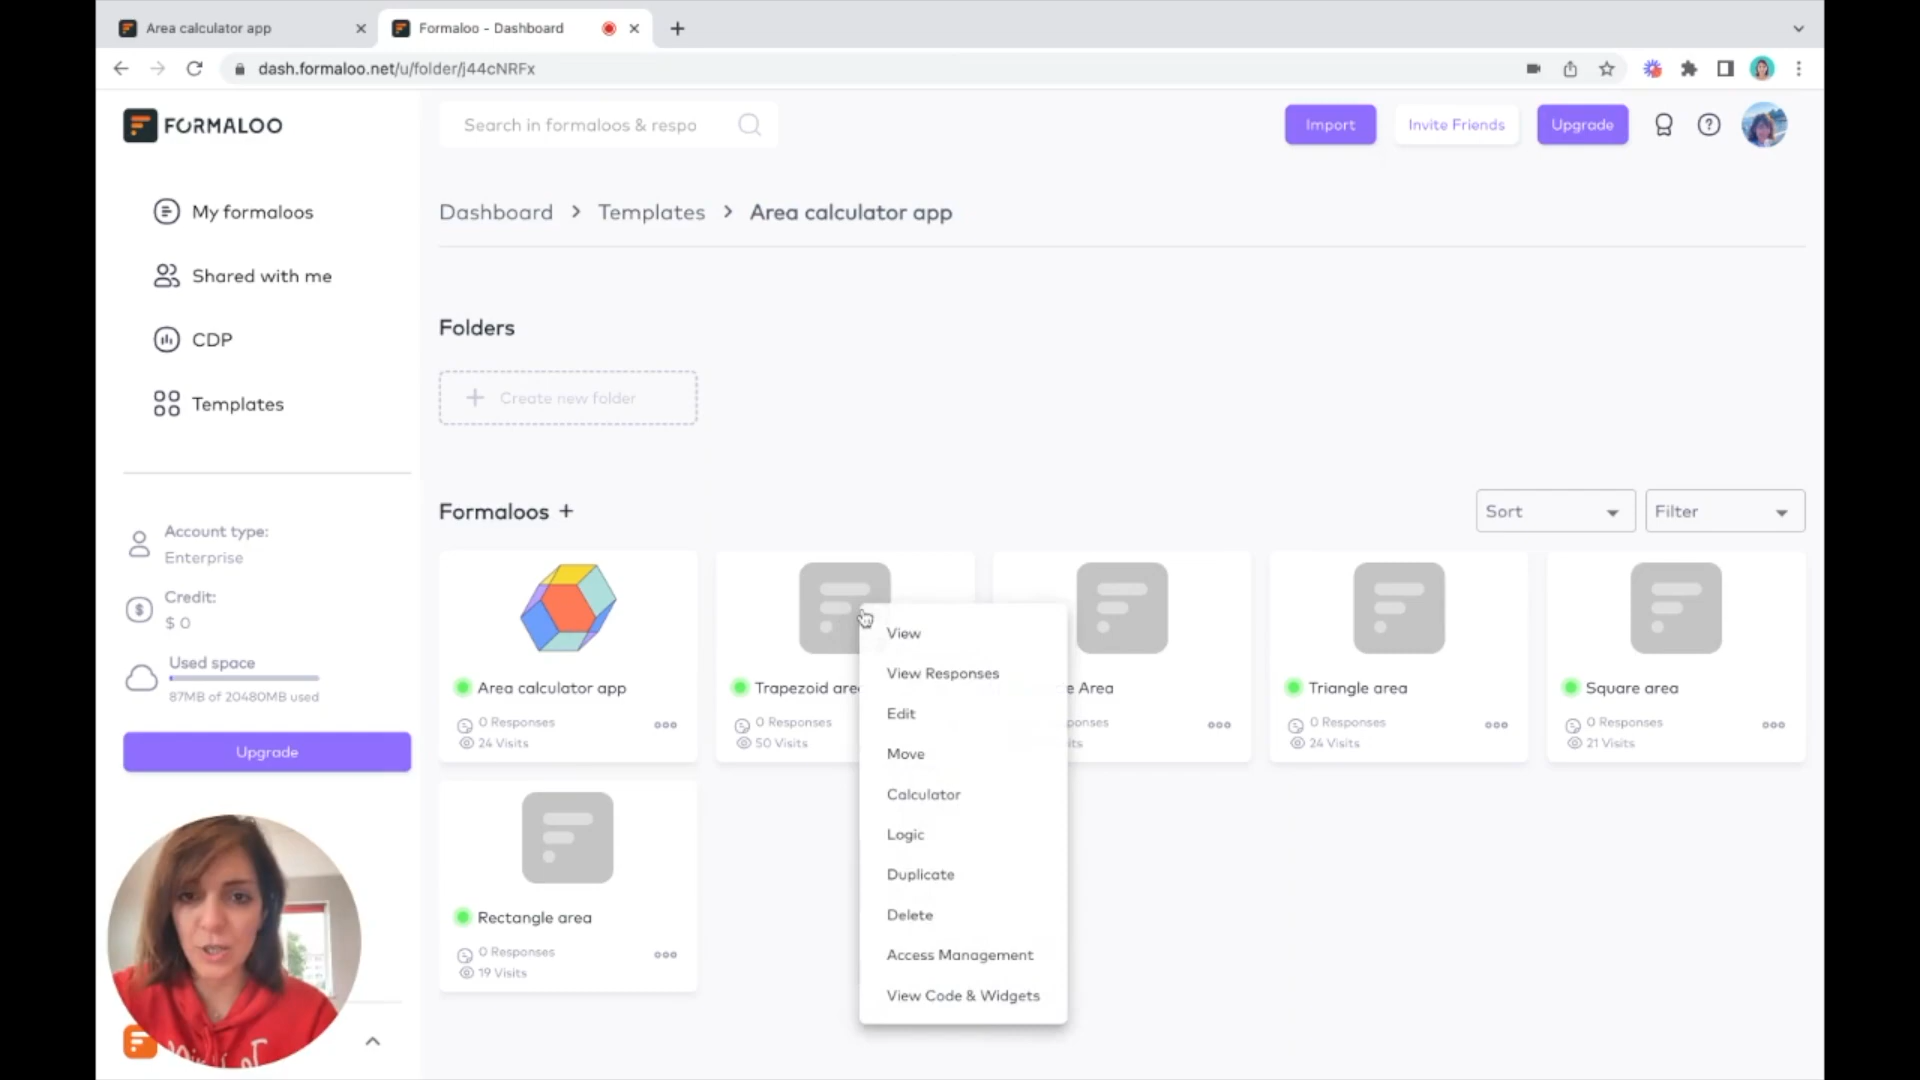 Area calculator app
Formaloo - Dashboard
dash.formaloo.net/u/folder/j44cNRFx
FORMALOO
Search in formaloos & respo
Import
Invite Friends
Upgrade
My formaloos
Shared with me
CDP
Templates
Dashboard > Templates > Area calculator app
Folders
+ Create new folder
Account type:
Enterprise
Credit:
$ 0
Used space
87MB of 20480MB used
Upgrade
Formaloos +
Sort
Filter
Area calculator app
0 Responses
24 Visits
Trapezoid are
0 Responses
50 Visits
e Area
ponses
its
Triangle area
0 Responses
24 Visits
Square area
0 Responses
21 Visits
Rectangle area
0 Responses
19 Visits
View
View Responses
Edit
Move
Calculator
Logic
Duplicate
Delete
Access Management
View Code & Widgets